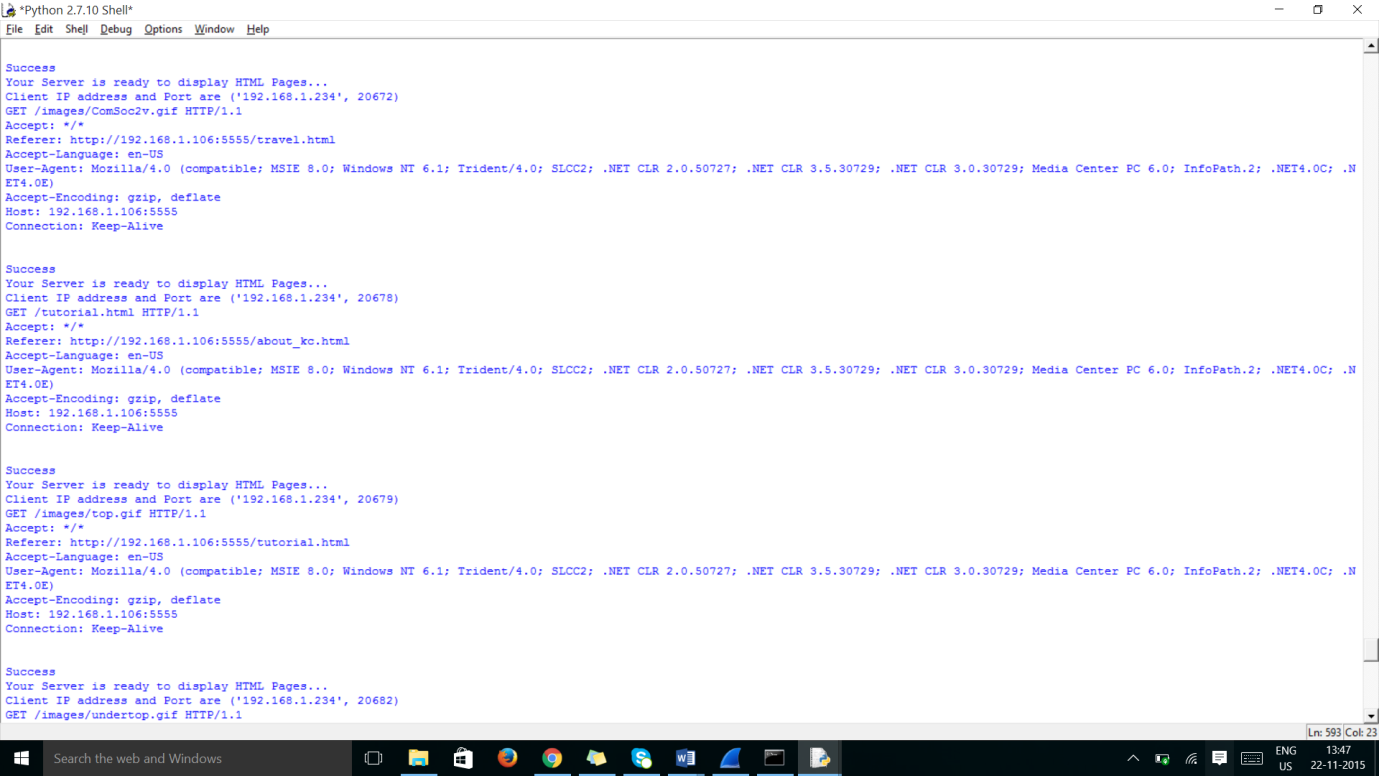 *Python 2.7.10 Shell*
File Edit Shell Debug Options Window Help
Success
Your Server is ready to display HTML Pages...
Client IP address and Port are ('192.168.1.234', 20672)
GET /images/ComSoc2v.gif HTTP/1.1
Accept: */*
Referer: http://192.168.1.106:5555/travel.html
Accept-Language: en-US
User-Agent: Mozilla/4.0 (compatible; MSIE 8.0; Windows NT 6.1; Trident/4.0; SLCC2; .NET CLR 2.0.50727; .NET CLR 3.5.30729; .NET CLR 3.0.30729; Media Center PC 6.0; InfoPath.2; .NET4.0C; .N
ET4.0E)
Accept-Encoding: gzip, deflate
Host: 192.168.1.106:5555
Connection: Keep-Alive
Success
Your Server is ready to display HTML Pages...
Client IP address and Port are ('192.168.1.234', 20678)
GET /tutorial.html HTTP/1.1
Accept: */*
Referer: http://192.168.1.106:5555/about_kc.html
Accept-Language: en-US
User-Agent: Mozilla/4.0 (compatible; MSIE 8.0; Windows NT 6.1; Trident/4.0; SLCC2; .NET CLR 2.0.50727; .NET CLR 3.5.30729; .NET CLR 3.0.30729; Media Center PC 6.0; InfoPath.2; .NET4.0C; .N
ET4.0E)
Accept-Encoding: gzip, deflate
Host: 192.168.1.106:5555
Connection: Keep-Alive
Success
Your Server is ready to display HTML Pages...
Client IP address and Port are ('192.168.1.234', 20679)
GET /images/top.gif HTTP/1.1
Accept: */*
Referer: http://192.168.1.106:5555/tutorial.html
Accept-Language: en-US
User-Agent: Mozilla/4.0 (compatible; MSIE 8.0; Windows NT 6.1; Trident/4.0; SLCC2; .NET CLR 2.0.50727; .NET CLR 3.5.30729; .NET CLR 3.0.30729; Media Center PC 6.0; InfoPath.2; .NET4.0C; .N
ET4.0E)
Accept-Encoding: gzip, deflate
Host: 192.168.1.106:5555
Connection: Keep-Alive
Success
Your Server is ready to display HTML Pages...
Client IP address and Port are ('192.168.1.234', 20682)
GET /images/undertop.gif HTTP/1.1
Ln: 593 Col: 23
Search the web and Windows
ENG
US
13:47
22-11-2015